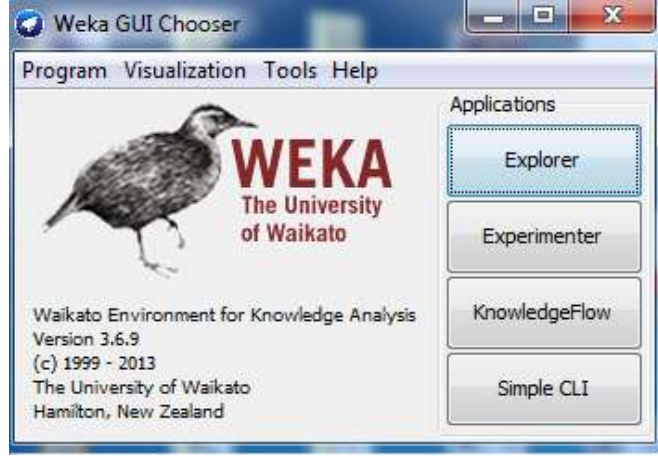 Weka GUI Chooser
Program Visualization Tools Help
WEKA
The University
of Waikato
Waikato Environment for Knowledge Analysis
Version 3.6.9
(c) 1999 - 2013
The University of Waikato
Hamilton, New Zealand
Applications
Explorer
Experimenter
KnowledgeFlow
Simple CLI